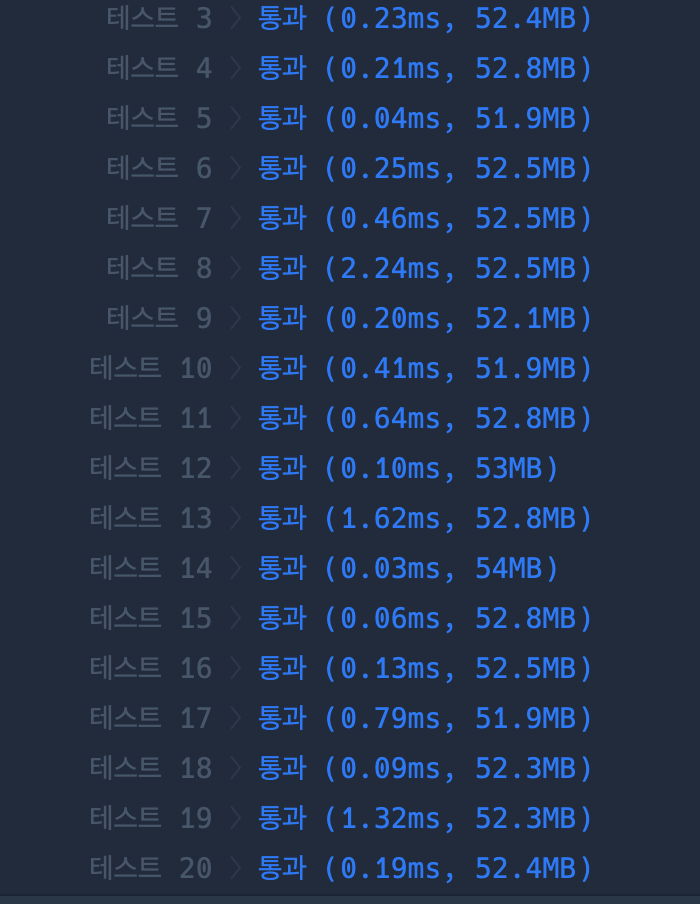 테스트 3 〉 통과 (0.23ms, 52.4MB)
테스트 4 〉 통과 (0.21ms, 52.8MB)
테스트 5 〉 통과 (0.04ms, 51.9MB)
테스트 6 〉 통과 (0.25ms, 52.5MB)
테스트 7 〉 통과 (0.46ms, 52.5MB)
테스트 8 〉 통과 (2.24ms, 52.5MB)
테스트 9 〉 통과 (0.20ms, 52.1MB)
테스트 10 〉 통과 (0.41ms, 51.9MB)
테스트 11 〉 통과 (0.64ms, 52.8MB)
테스트 12 〉 통과 (0.10ms, 53MB)
테스트 13 〉 통과 (1.62ms, 52.8MB)
테스트 14 〉 통과 (0.03ms, 54MB)
테스트 15 〉 통과 (0.06ms, 52.8MB)
테스트 16 〉 통과 (0.13ms, 52.5MB)
테스트 17 〉 통과 (0.79ms, 51.9MB)
테스트 18 〉 통과 (0.09ms, 52.3MB)
테스트 19 〉 통과 (1.32ms, 52.3MB)
테스트 20 〉 통과 (0.19ms, 52.4MB)